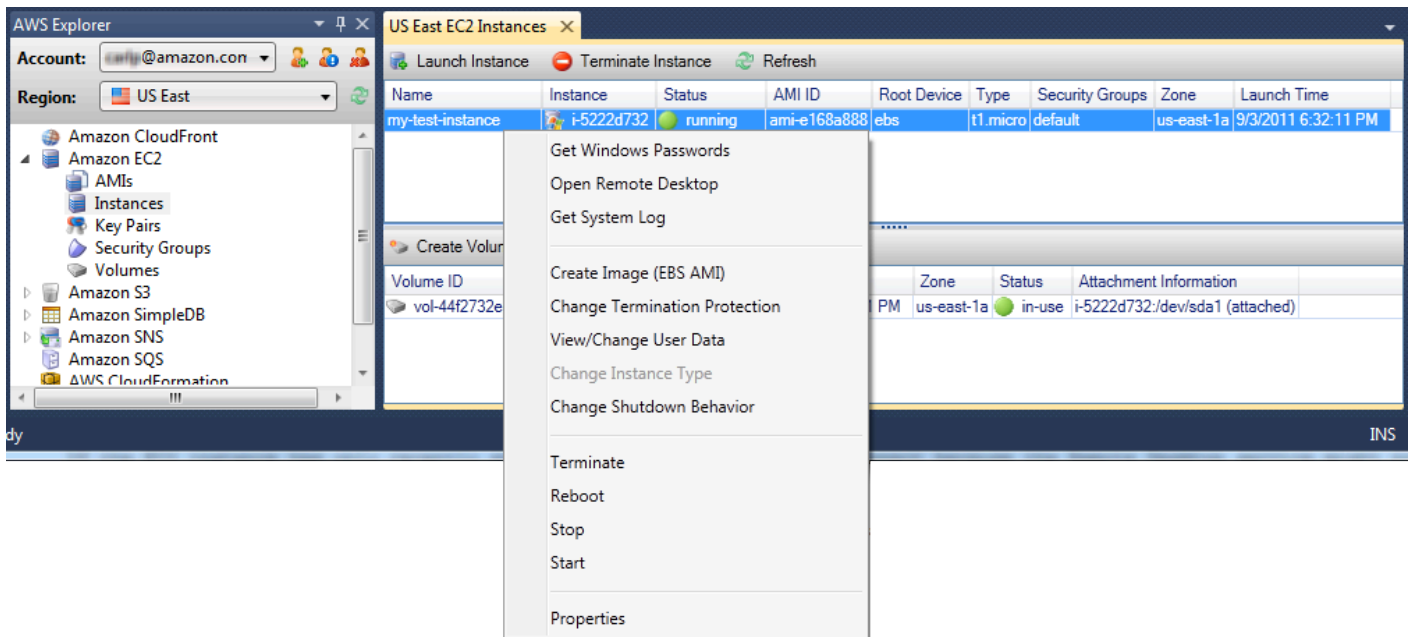 AWS Explorer
Account: @amazon.con
Region: US East
Amazon CloudFront
Amazon EC2
AMIs
Instances
Key Pairs
Security Groups
Volumes
Amazon S3
Amazon SimpleDB
Amazon SNS
Amazon SQS
AWS CloudFormation
US East EC2 Instances
Launch Instance Terminate Instance Refresh
Name Instance Status AMI ID Root Device Type Security Groups Zone Launch Time
my-test-instance i-5222d732 running ami-e168a888 ebs t1.micro default us-east-1a 9/3/2011 6:32:11 PM
Get Windows Passwords
Open Remote Desktop
Get System Log
Create Image (EBS AMI)
Change Termination Protection
View/Change User Data
Change Instance Type
Change Shutdown Behavior
Terminate
Reboot
Stop
Start
Properties
Create Volur
Volume ID Zone Status Attachment Information
vol-44f2732e PM us-east-1a in-use i-5222d732:/dev/sda1 (attached)
dy INS